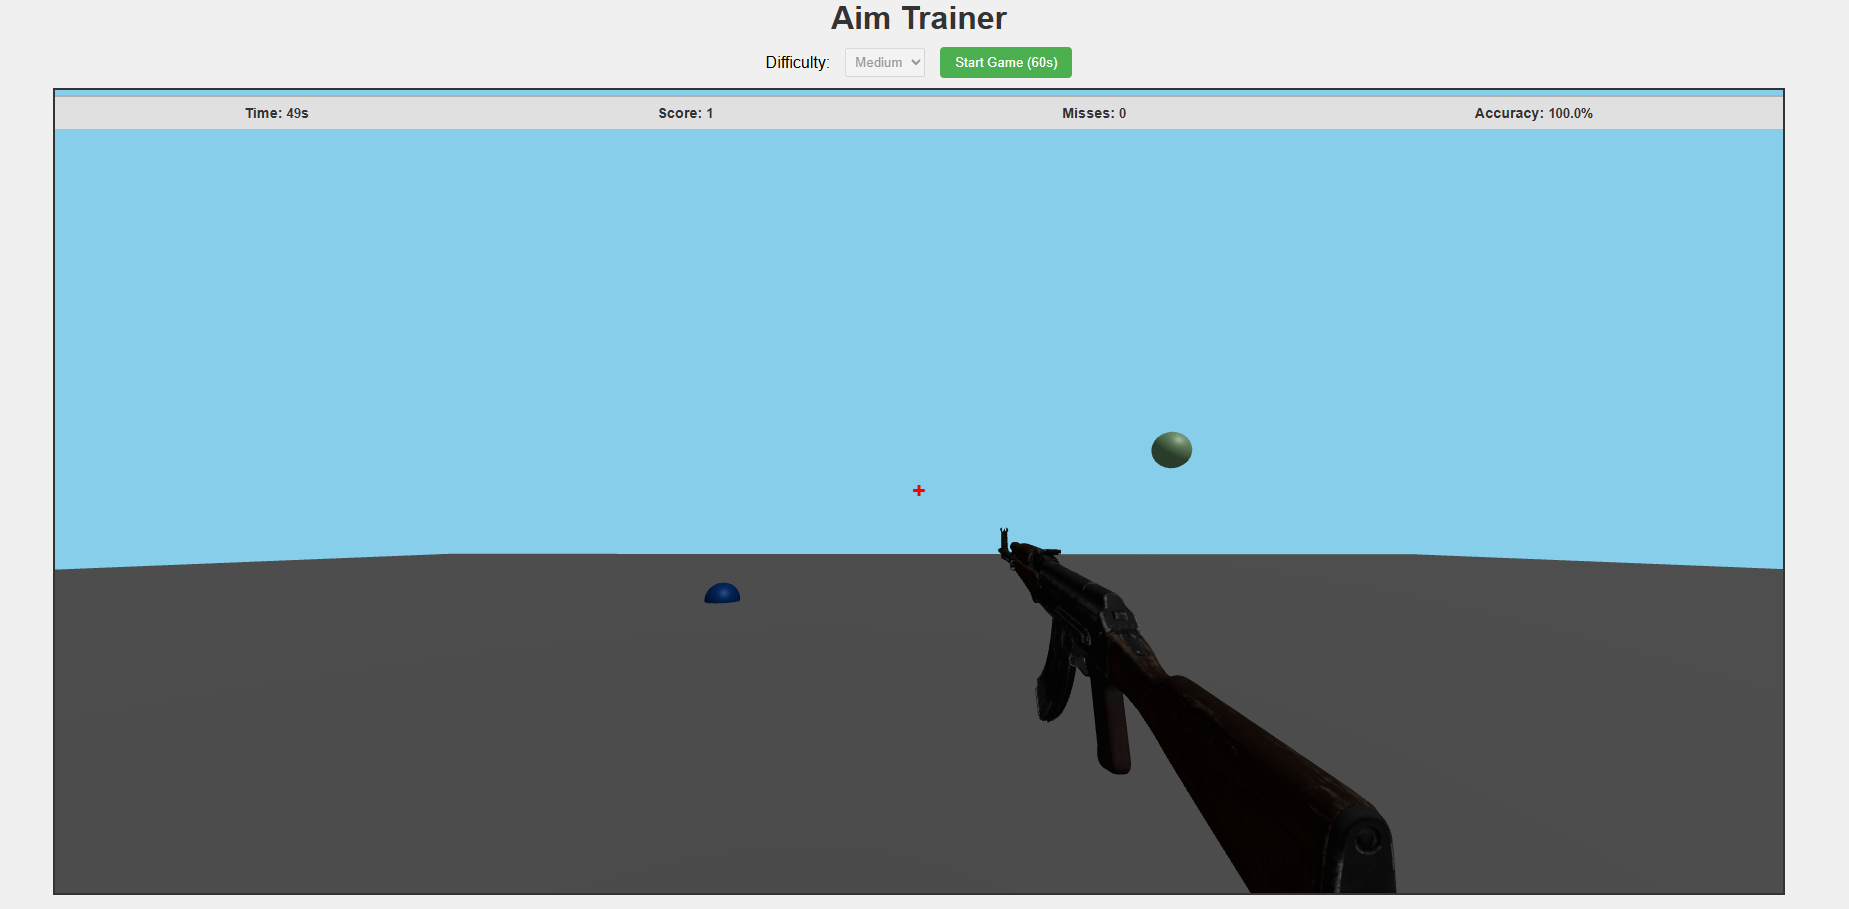 Aim Trainer
Difficulty: Medium Start Game (60s)
Time: 49s Score: 1 Misses: 0 Accuracy: 100.0%